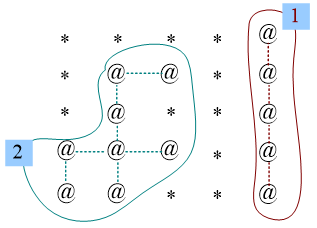 1
* * * * @
* @ @ * @
* @ * * @
2 @ @ @ * @
@ @ * * @